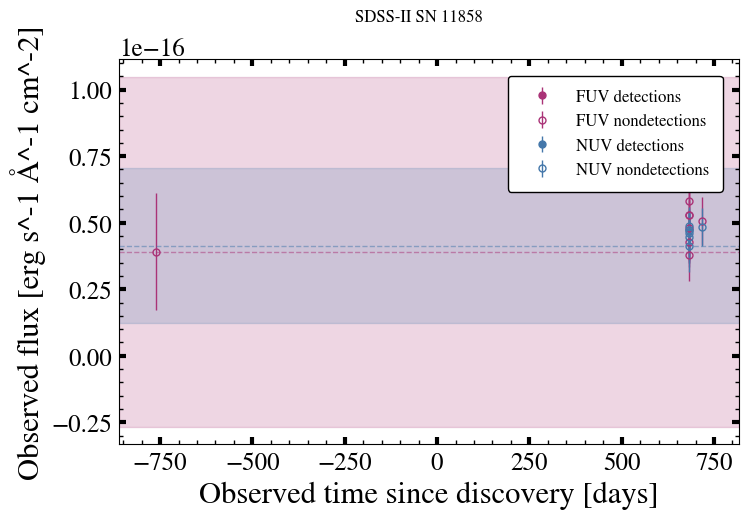 SDSS-II SN 11858
1e−16
Observed flux [erg s^-1 Å^-1 cm^-2]
1.00
0.75
0.50
0.25
0.00
−0.25
FUV detections
FUV nondetections
NUV detections
NUV nondetections
−750 −500 −250 0 250 500 750
Observed time since discovery [days]